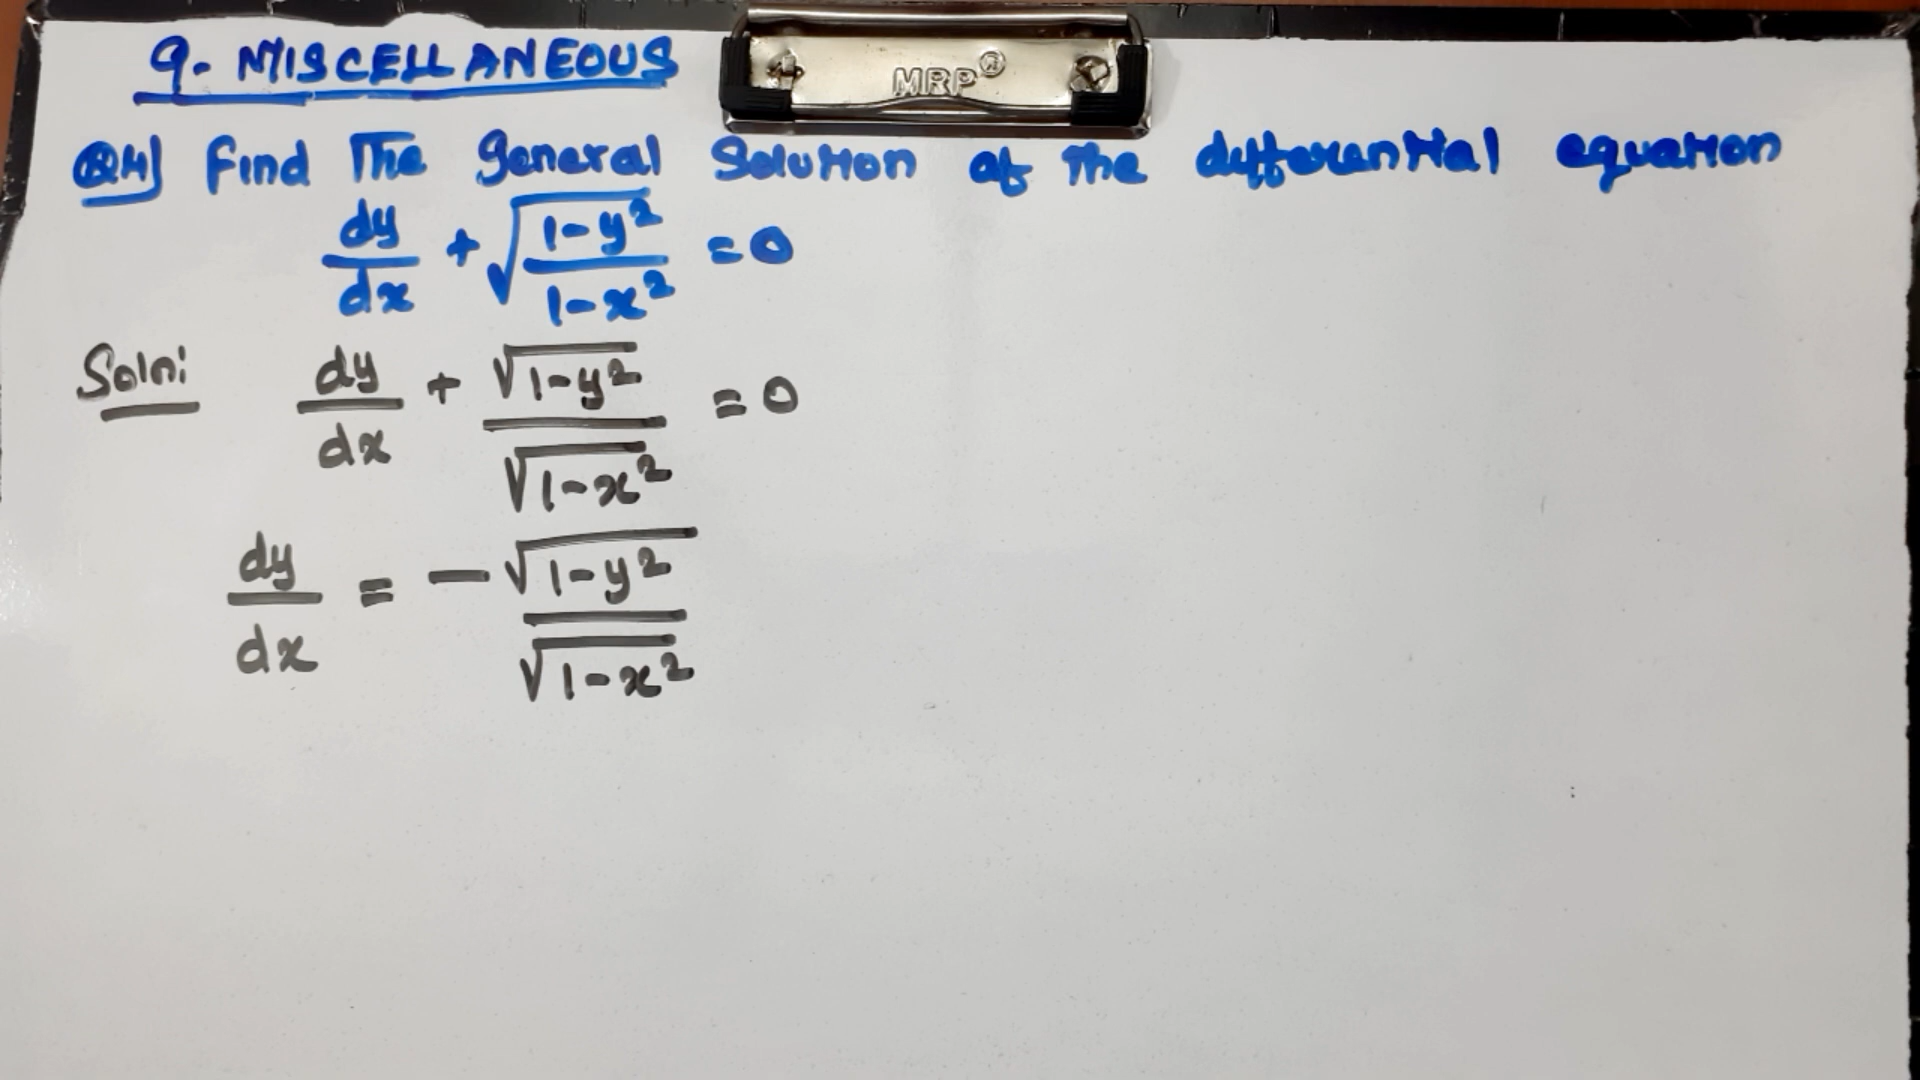 9. MISCELLANEOUS
MRP®
Q4) Find The general solution of the differential equation
dy/dx + √((1-y²)/(1-x²)) = 0
Soln: dy/dx + √(1-y²)/√(1-x²) = 0
dy/dx = -√(1-y²)/√(1-x²)